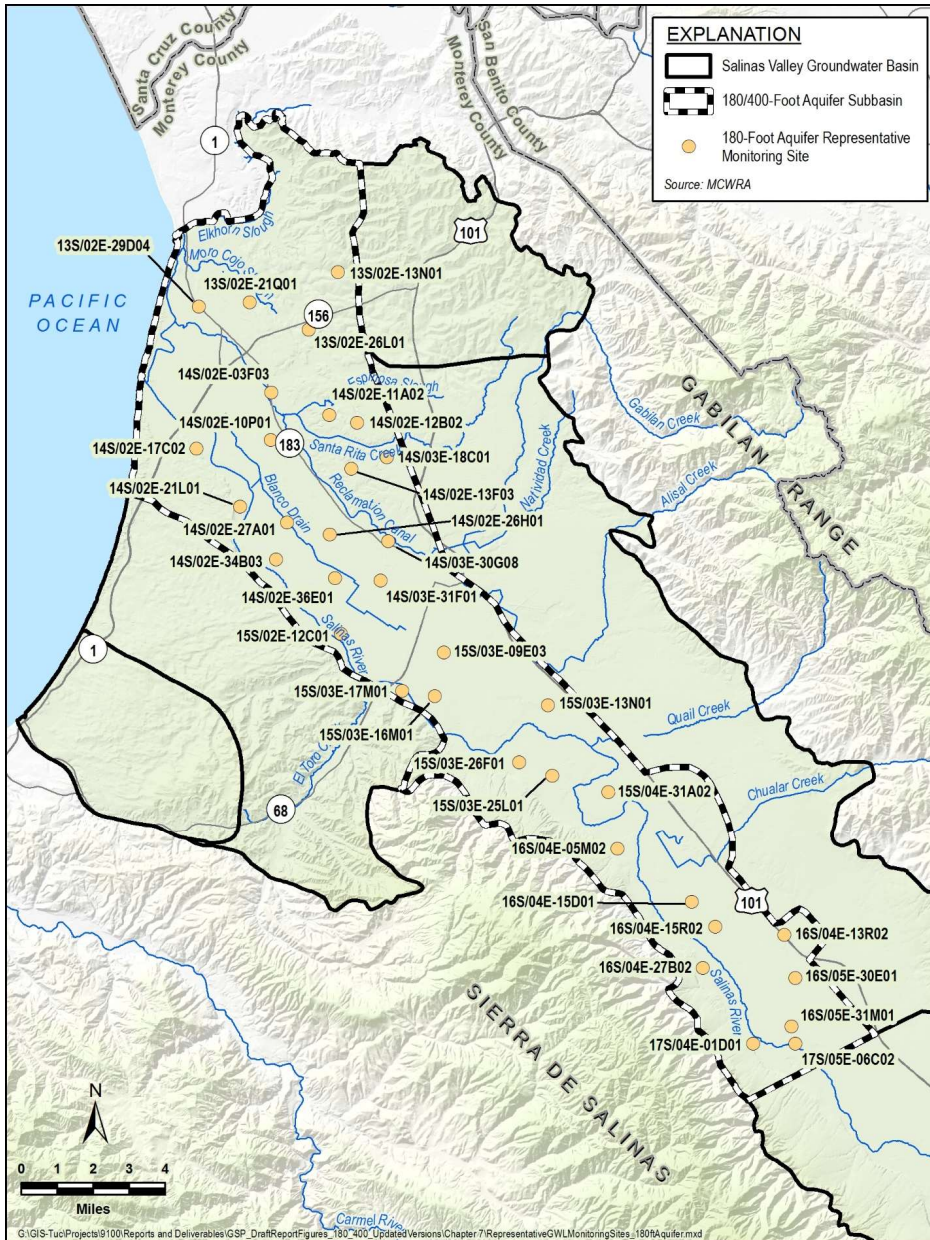 Santa Cruz County
Monterey County
San Benito County
Monterey County
EXPLANATION
Salinas Valley Groundwater Basin
180/400-Foot Aquifer Subbasin
180-Foot Aquifer Representative
Monitoring Site
Source: MCWRA
1
101
Elkhorn Slough
13S/02E-29D04
Moro Cojo Slough
13S/02E-13N01
13S/02E-21Q01
PACIFIC
OCEAN
156
13S/02E-26L01
14S/02E-03F03
Espinosa Slough
14S/02E-11A02
GABILAN
RANGE
Gabilan Creek
14S/02E-10P01
14S/02E-12B02
183
Santa Rita Creek
14S/02E-17C02
14S/03E-18C01
Natividad Creek
Alisal Creek
14S/02E-13F03
14S/02E-21L01
Blanco Drain
Reclamation Canal
14S/02E-26H01
14S/02E-27A01
14S/03E-30G08
14S/02E-34B03
14S/02E-36E01
14S/03E-31F01
15S/02E-12C01
Salinas River
1
15S/03E-09E03
15S/03E-17M01
15S/03E-13N01
Quail Creek
15S/03E-16M01
El Toro
15S/03E-26F01
Chualar Creek
15S/03E-25L01
15S/04E-31A02
68
16S/04E-05M02
16S/04E-15D01
101
16S/04E-15R02
16S/04E-13R02
16S/04E-27B02
16S/05E-30E01
Salinas River
SIERRA DE SALINAS
16S/05E-31M01
17S/04E-01D01
17S/05E-06C02
N
0 1 2 3 4
Miles
Carmel River
G:\GIS-Tuc\Projects\9100\Reports and Deliverables\GSP_DraftReportFigures_180_400_UpdatedVersions\Chapter 7\RepresentativeGWLMonitoringSites_180ftAquifer.mxd